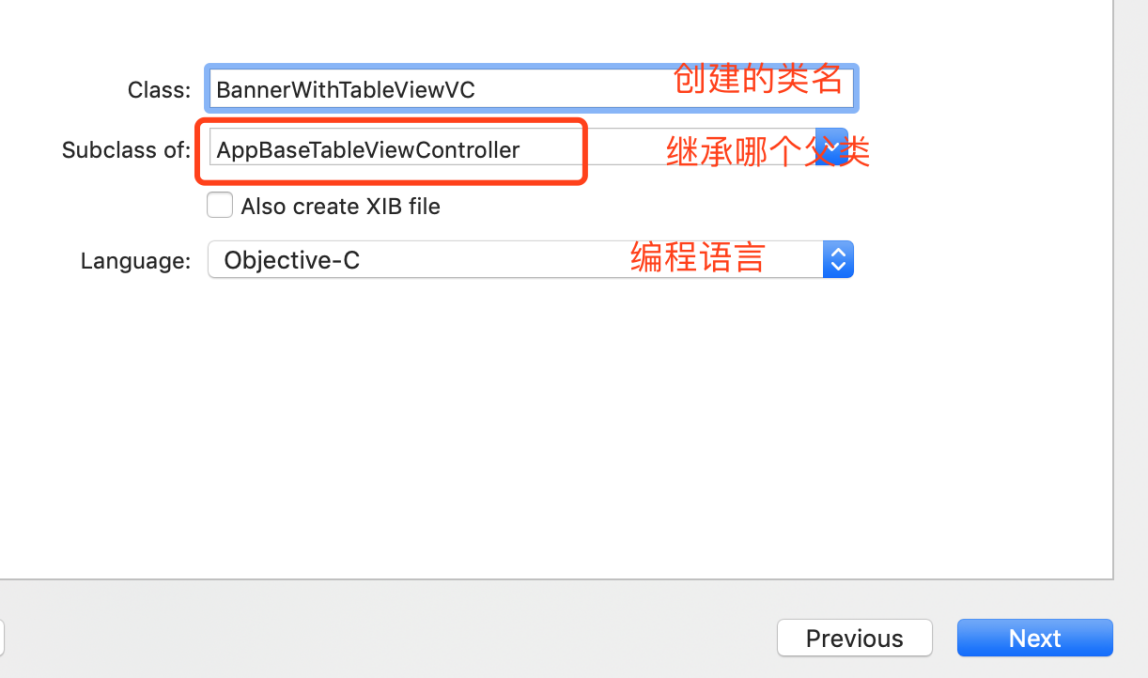 Class: BannerWithTableViewVC 创建的类名
Subclass of: AppBaseTableViewController 继承哪个父类
Also create XIB file
Language: Objective-C 编程语言
Previous Next